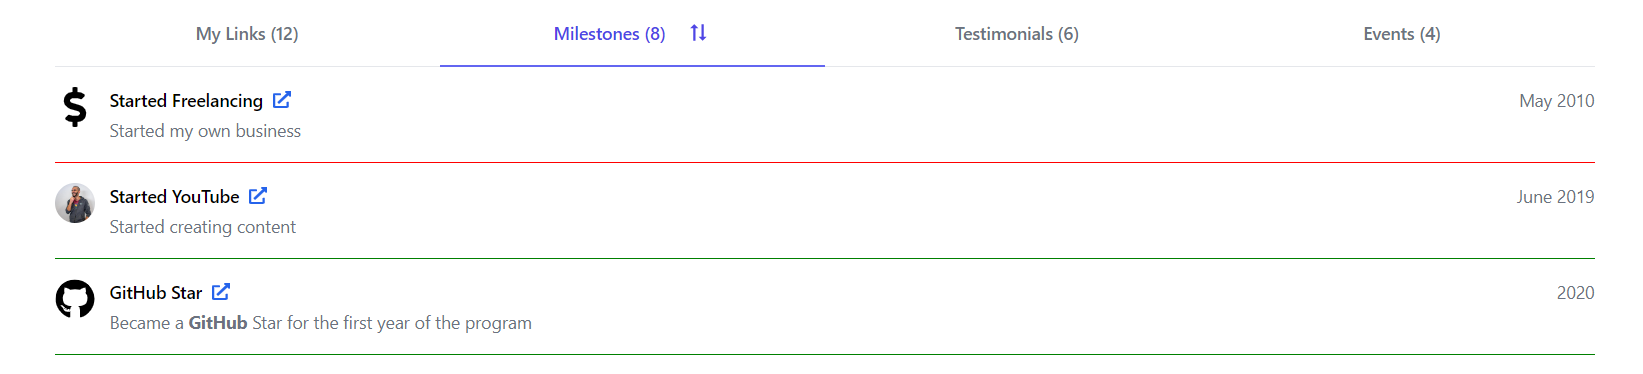 My Links (12) Milestones (8) Testimonials (6) Events (4)
Started Freelancing May 2010
Started my own business
Started YouTube June 2019
Started creating content
GitHub Star 2020
Became a GitHub Star for the first year of the program